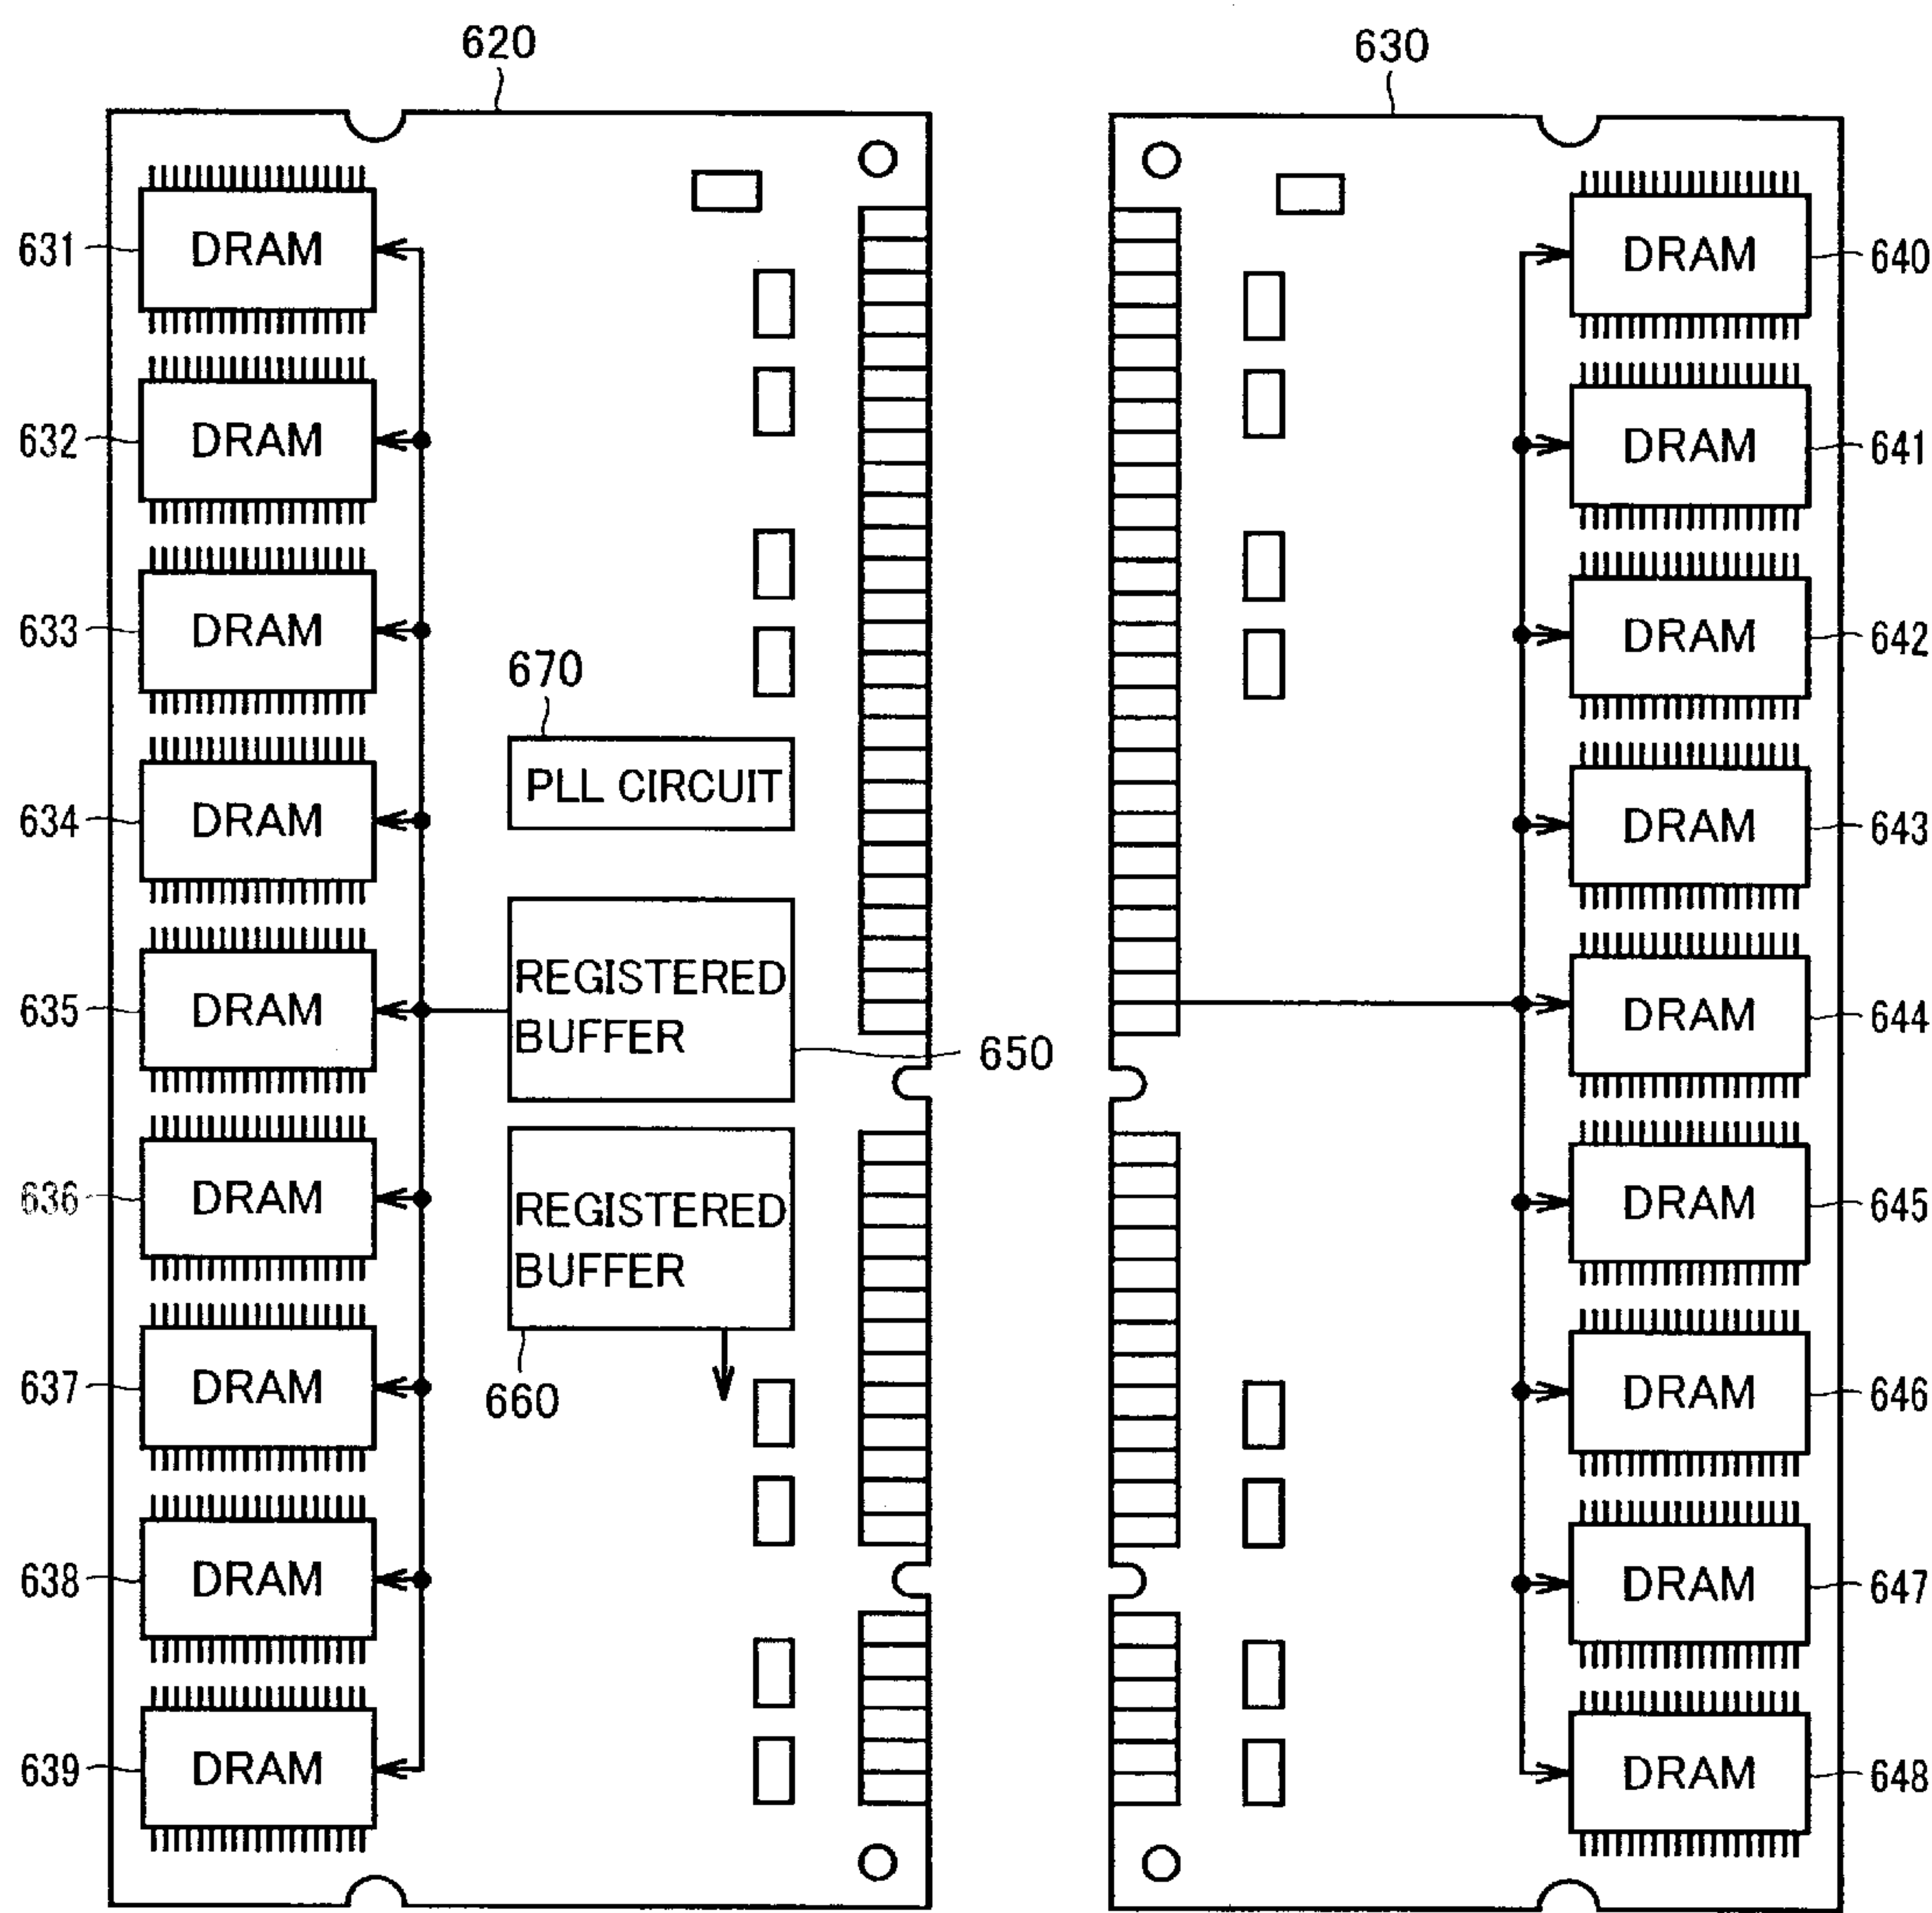 620
630
631
DRAM
632
DRAM
633
DRAM
634
DRAM
635
DRAM
636
DRAM
637
DRAM
638
DRAM
639
DRAM
670
PLL CIRCUIT
REGISTERED
BUFFER
650
REGISTERED
BUFFER
660
DRAM
640
DRAM
641
DRAM
642
DRAM
643
DRAM
644
DRAM
645
DRAM
646
DRAM
647
DRAM
648